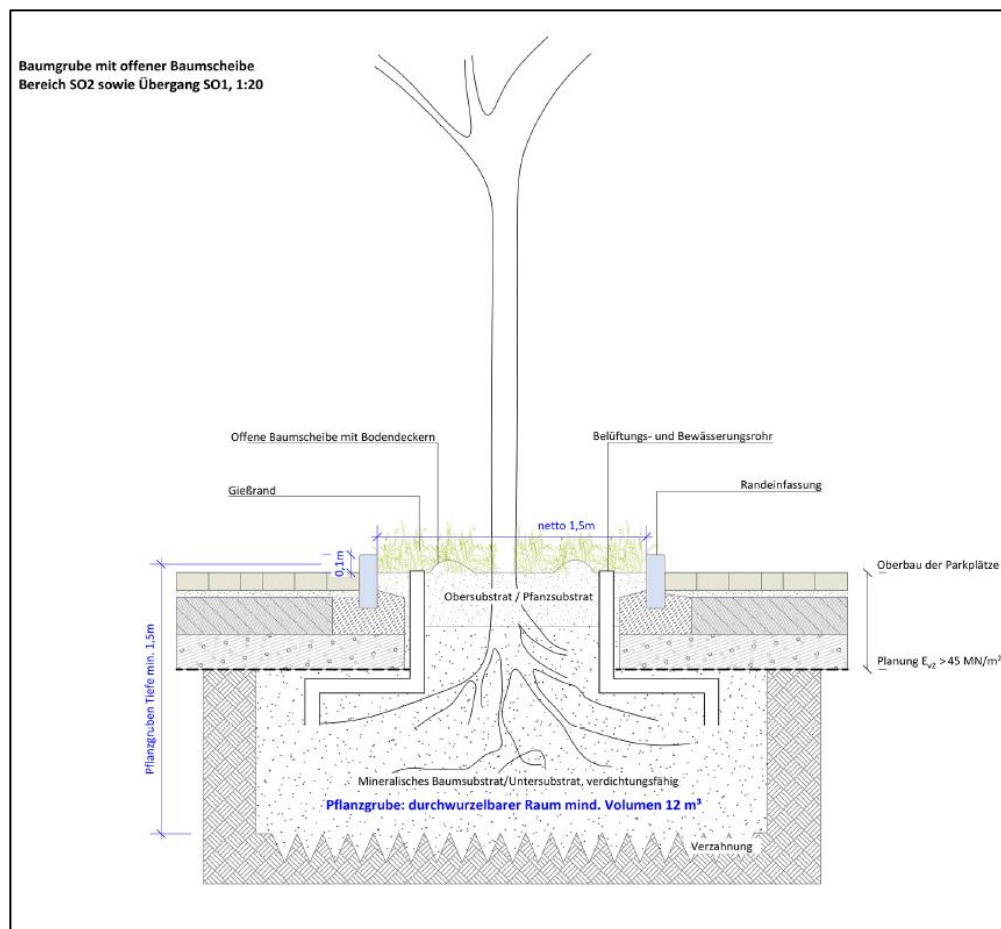 Baumgrube mit offener Baumscheibe
Bereich SO2 sowie Übergang SO1, 1:20
Offene Baumscheibe mit Bodendeckern
Belüftungs- und Bewässerungsrohr
Gießrand
Randeinfassung
netto 1,5m
0,1m
Oberbau der Parkplätze
Obersubstrat / Pfanzsubstrat
Pflanzgruben Tiefe min. 1,5m
Planung Ev2 > 45 MN/m²
Mineralisches Baumsubstrat/Untersubstrat, verdichtungsfähig
Pflanzgrube: durchwurzelbarer Raum mind. Volumen 12 m³
Verzahnung